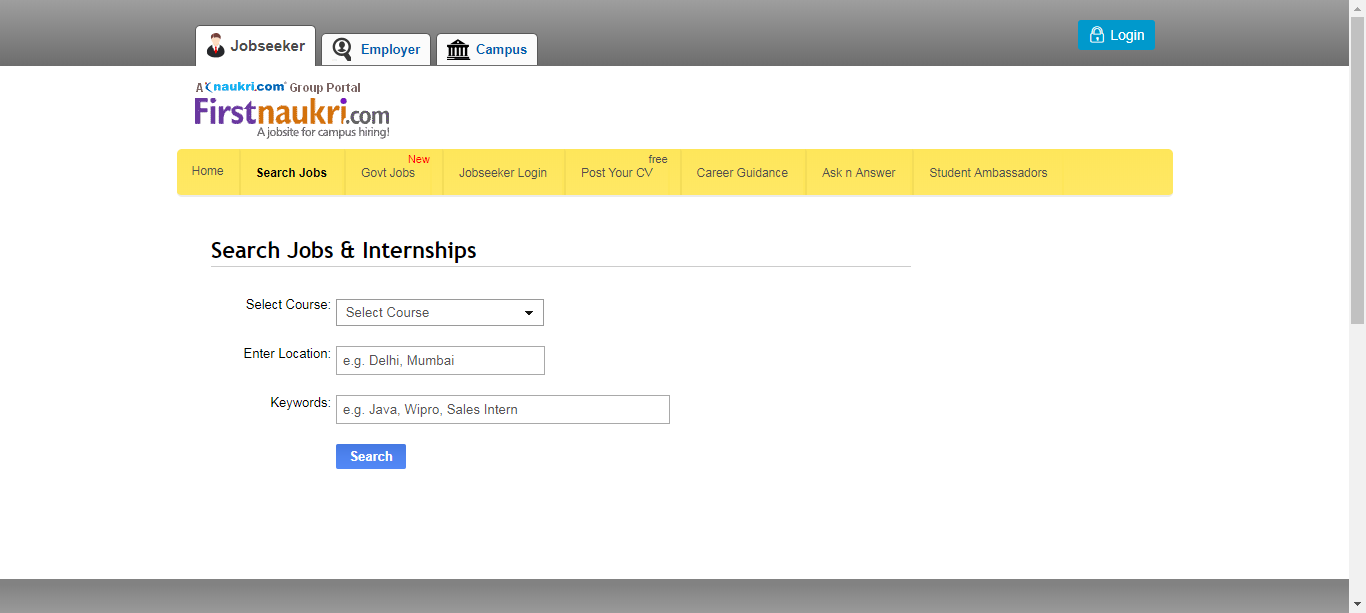 Jobseeker Employer Campus Login
A naukri.com Group Portal
Firstnaukri.com
A jobsite for campus hiring!
Home Search Jobs Govt Jobs New Jobseeker Login Post Your CV free Career Guidance Ask n Answer Student Ambassadors
Search Jobs & Internships
Select Course: Select Course
Enter Location: e.g. Delhi, Mumbai
Keywords: e.g. Java, Wipro, Sales Intern
Search